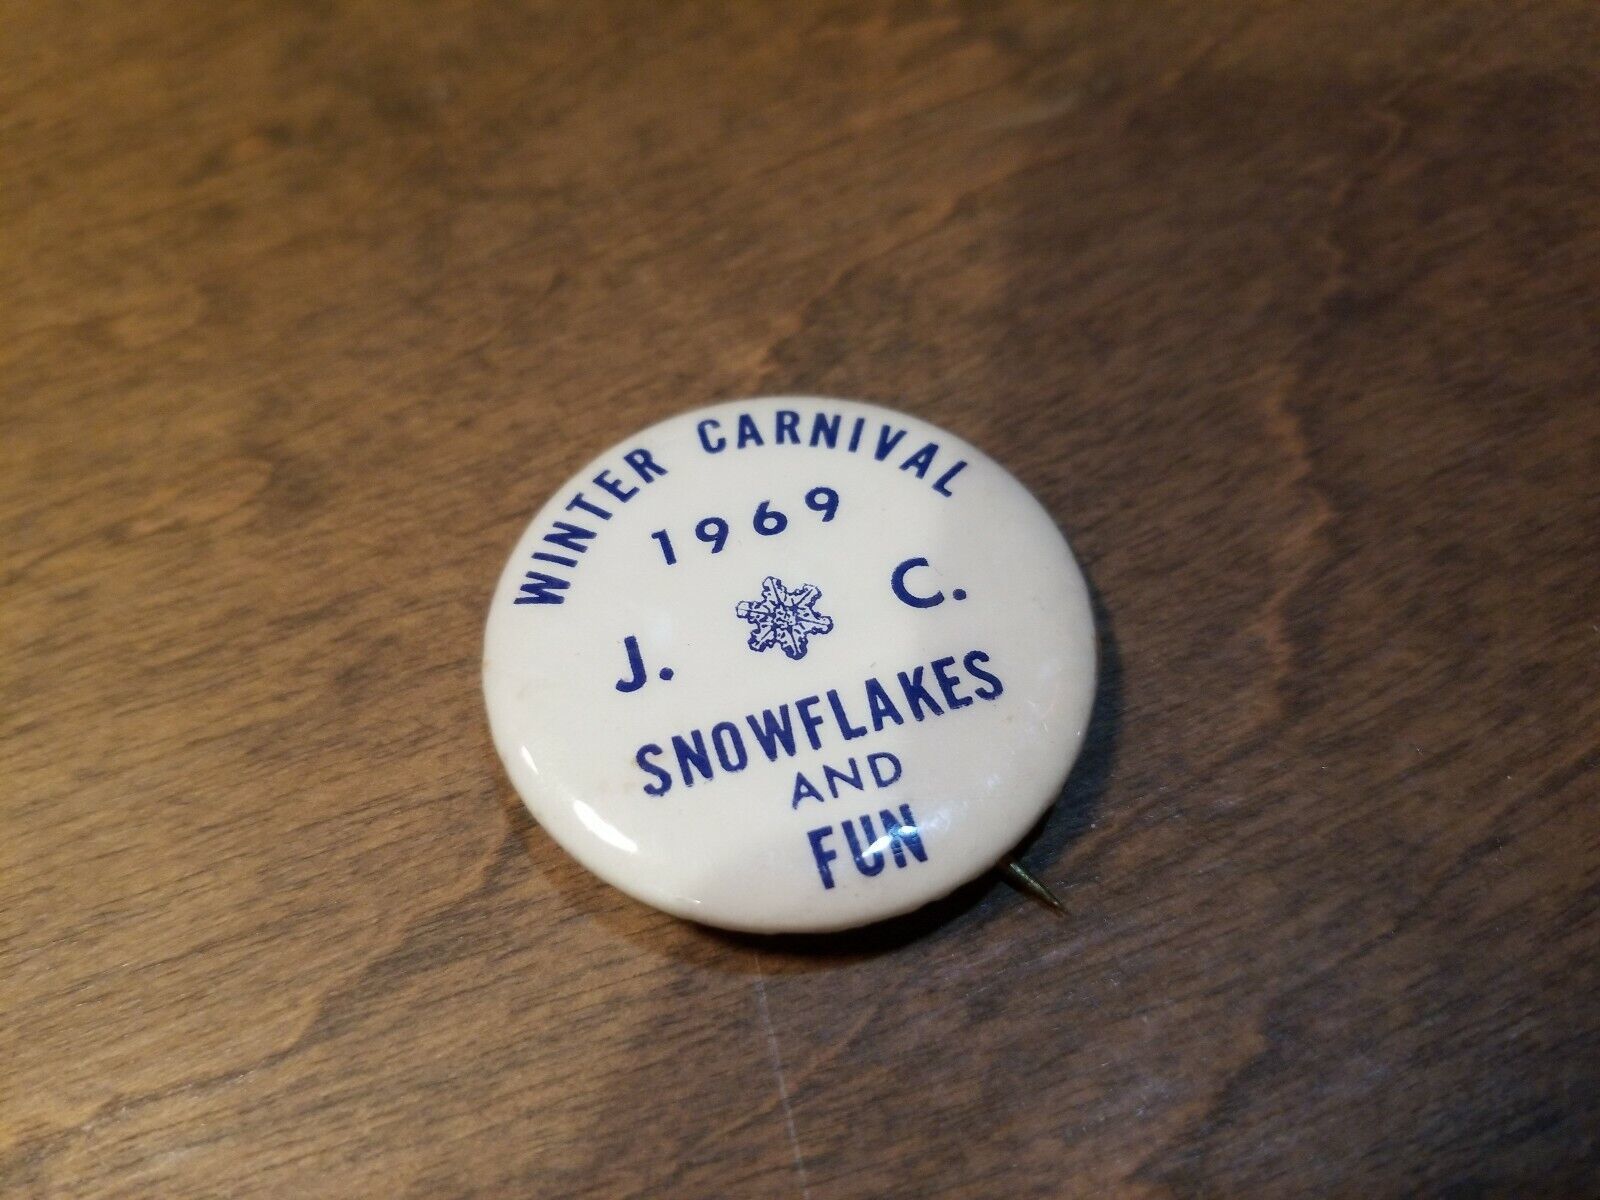 WINTER CARNIVAL
1969
J. C.
SNOWFLAKES
AND
FUN